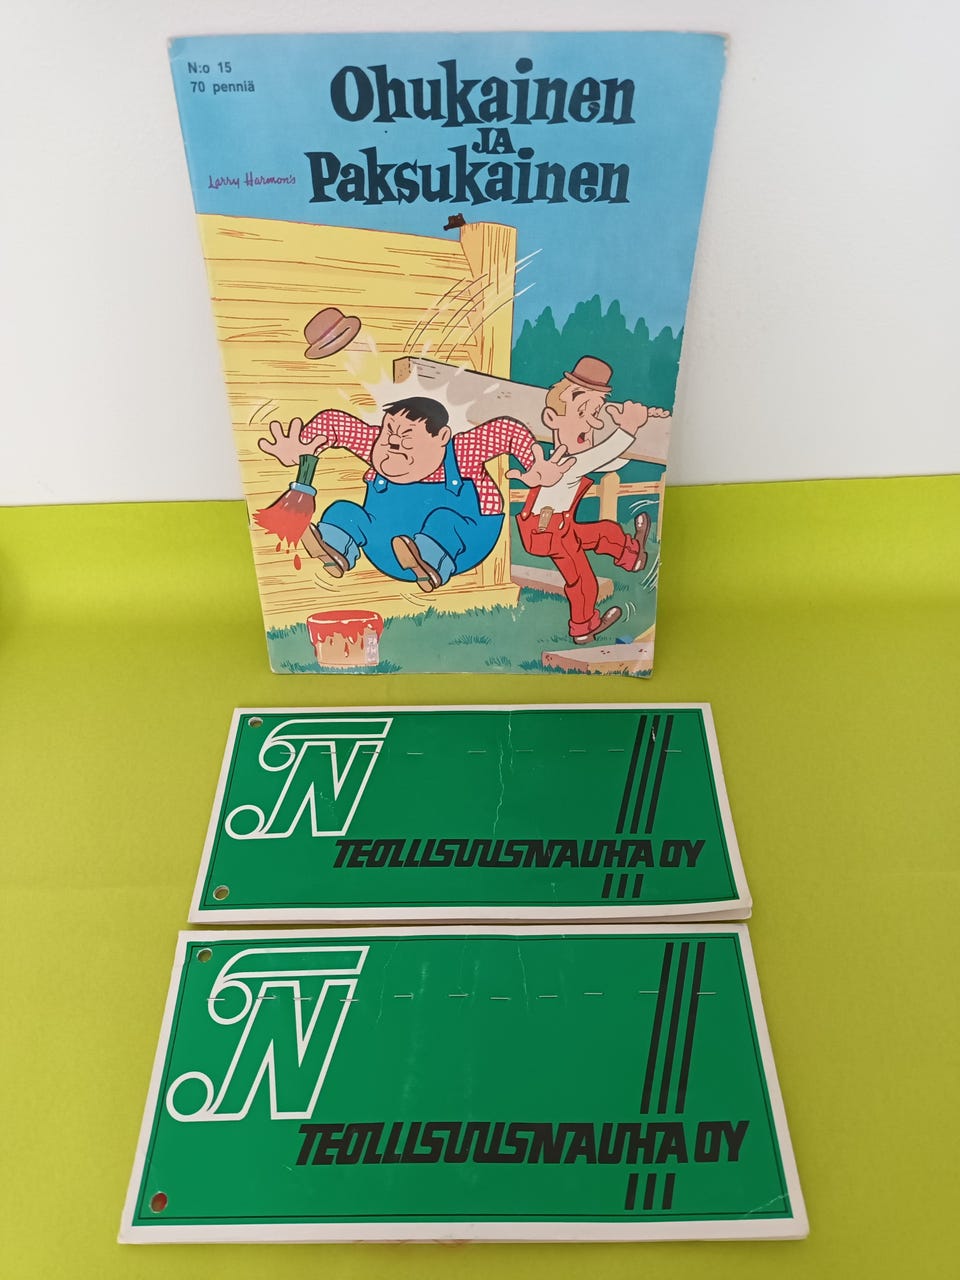 N:o 15
70 penniä
Ohukainen
JA
Larry Harmon's
Paksukainen
N
TEOLLISUUSNAUHA OY
N
TEOLLISUUSNAUHA OY